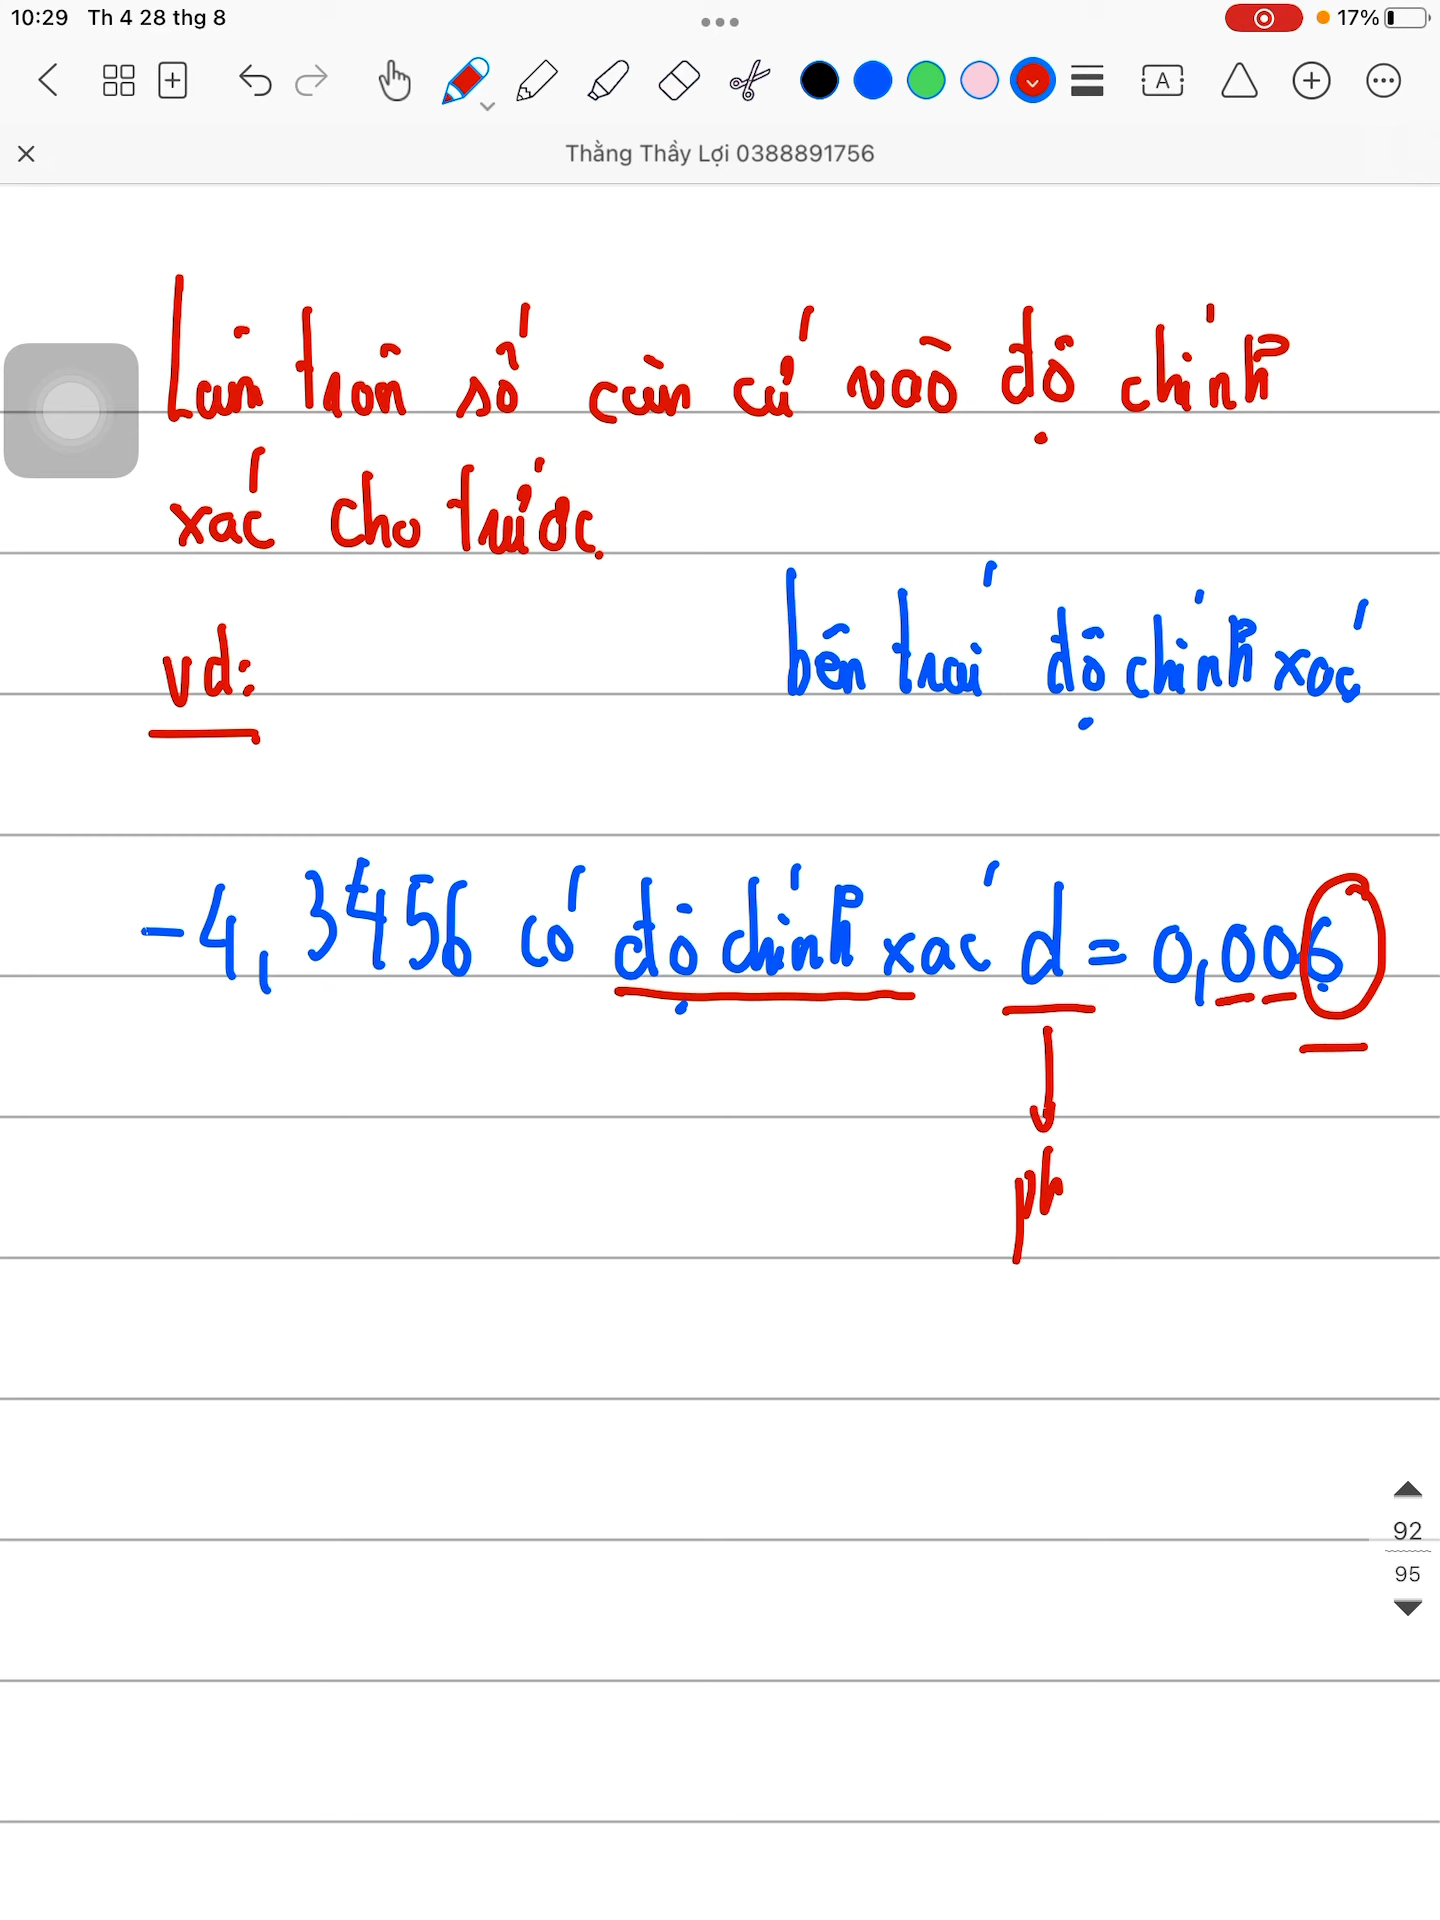 10:29 Th 4 28 thg 8
17%
A
Thằng Thầy Lợi 0388891756
Làm tròn số căn cứ vào độ chính
xác cho trước.
bên trái độ chính xác
vd:
-4,3456 có độ chính xác d = 0,006
ph
92
95